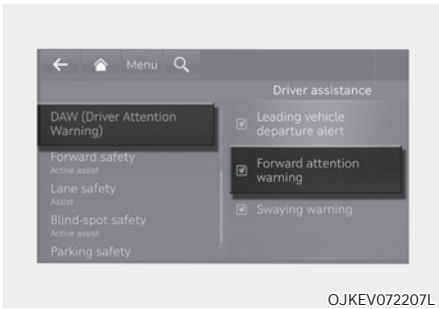 Menu
Driver assistance
DAW (Driver Attention
Warning)
Forward safety
Active assist
Lane safety
Assist
Blind-spot safety
Active assist
Parking safety
Leading vehicle
departure alert
Forward attention
warning
Swaying warning
OJKEV072207L